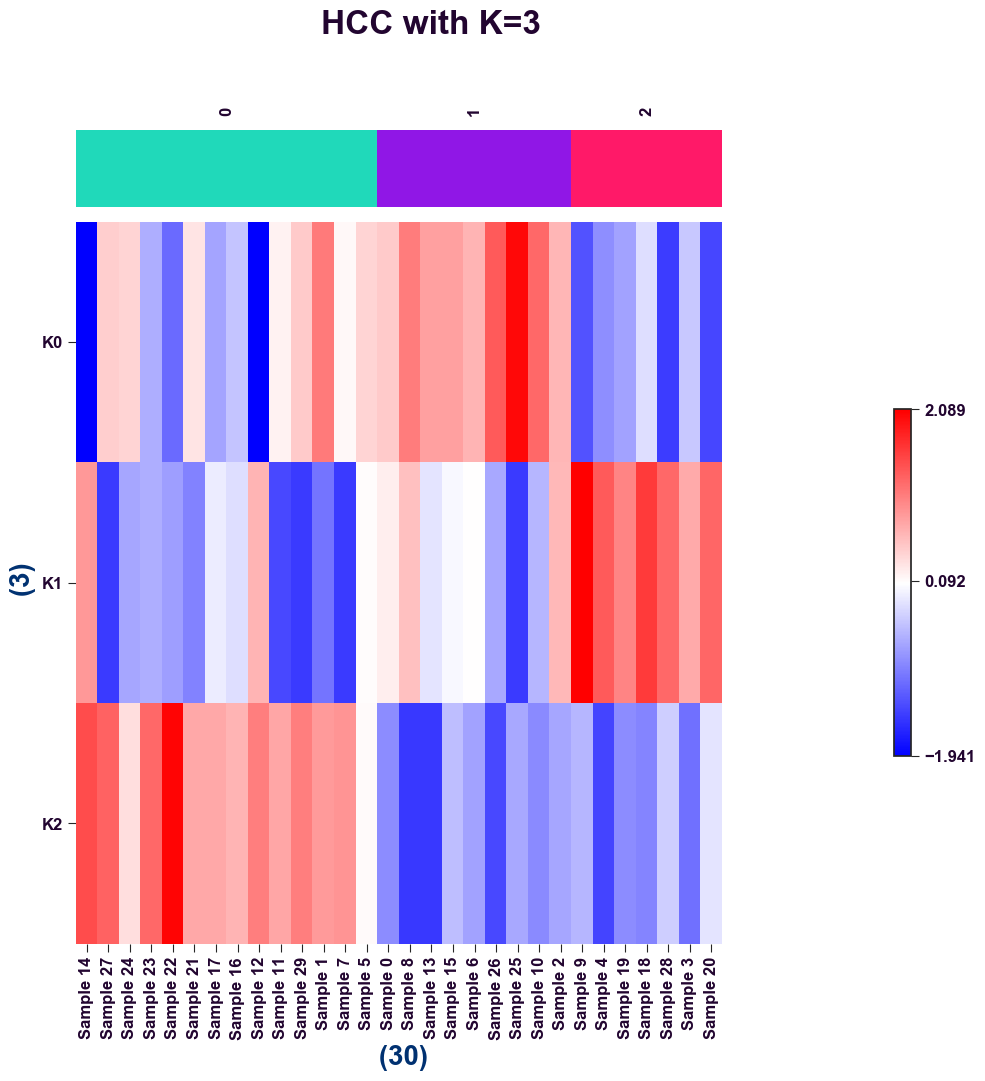 HCC with K=3
0
1
2
K0
K1
K2
(3)
2.089
0.092
−1.941
Sample 14
Sample 27
Sample 24
Sample 23
Sample 22
Sample 21
Sample 17
Sample 16
Sample 12
Sample 11
Sample 29
Sample 1
Sample 7
Sample 5
Sample 0
Sample 8
Sample 13
Sample 15
Sample 6
Sample 26
Sample 25
Sample 10
Sample 2
Sample 9
Sample 4
Sample 19
Sample 18
Sample 28
Sample 3
Sample 20
(30)